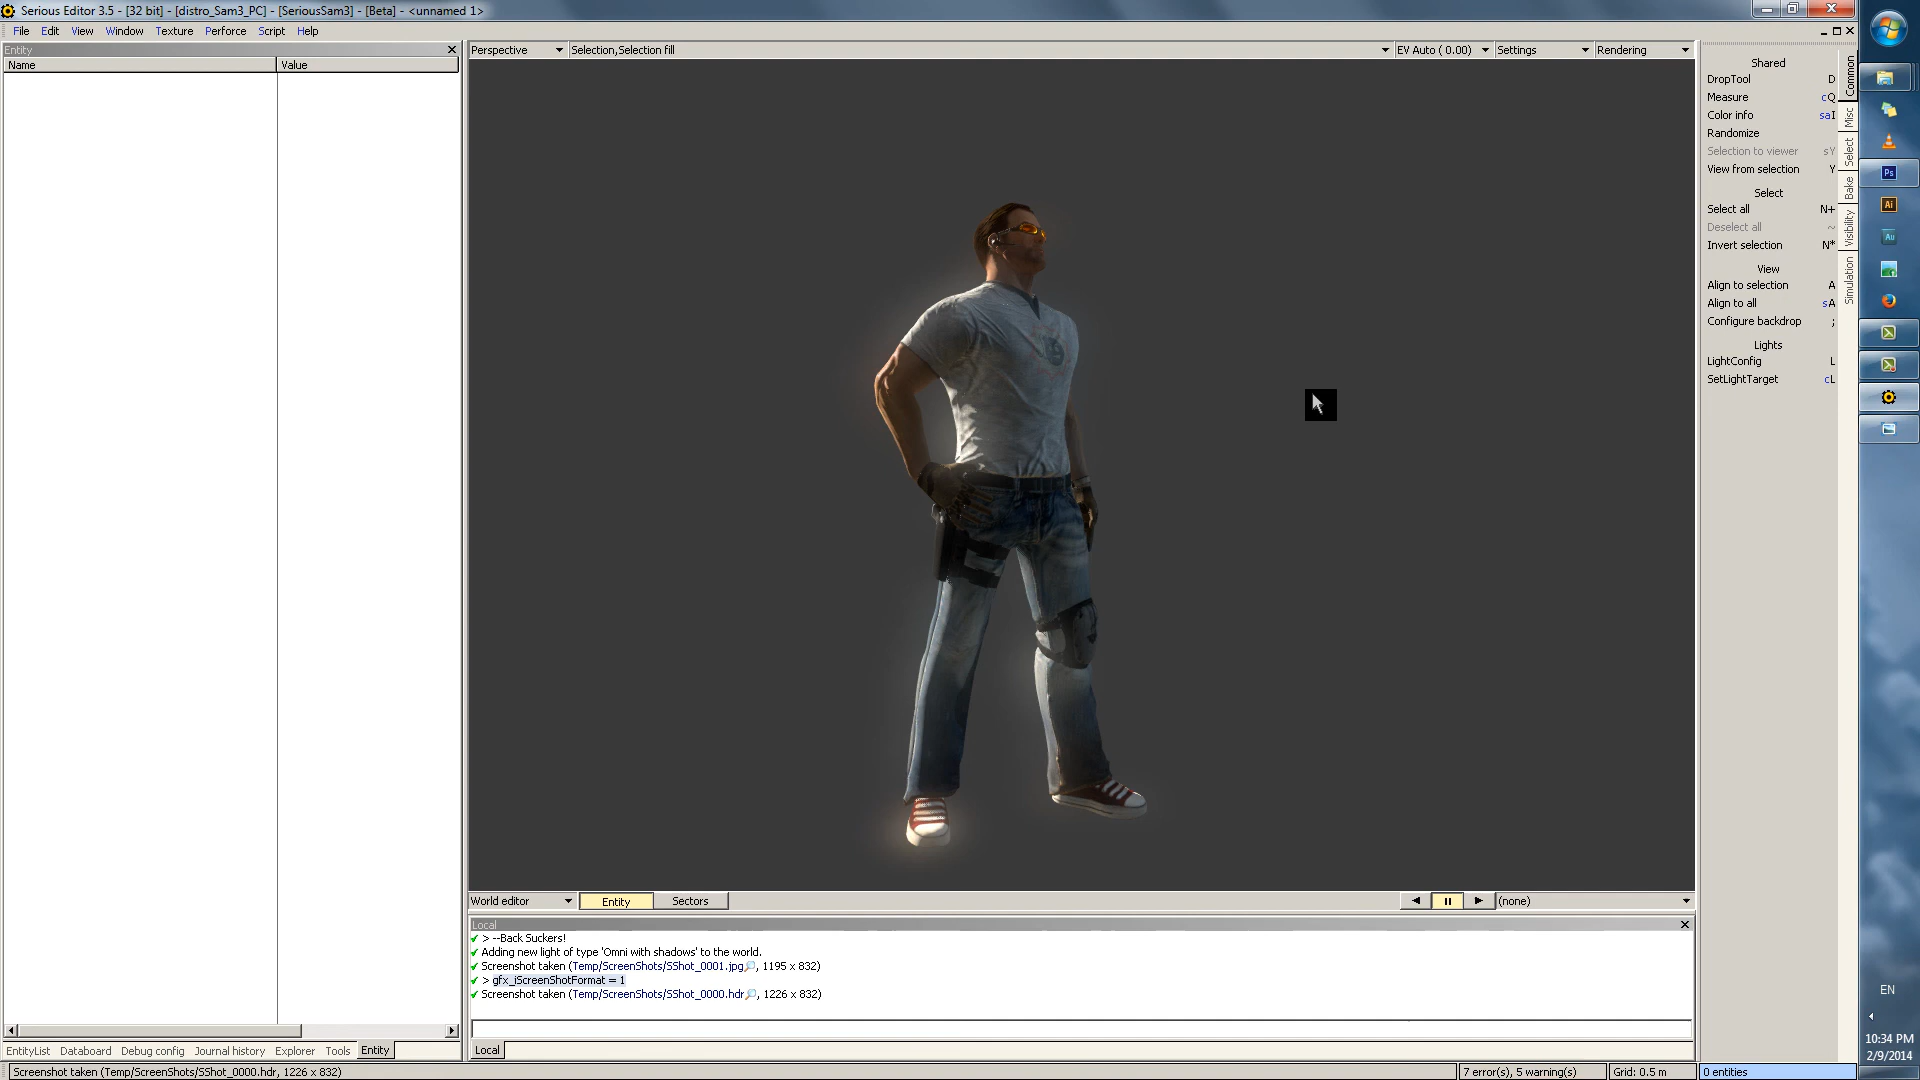 Serious Editor 3.5 - [32 bit] - [distro_Sam3_PC] - [SeriousSam3] - [Beta] - <unnamed 1>
File Edit View Window Texture Perforce Script Help
Entity
Name Value
Perspective Selection,Selection fill EV Auto ( 0.00) Settings Rendering
Shared
DropTool D
Measure cQ
Color info saI
Randomize
Selection to viewer sY
View from selection Y
Select
Select all N+
Deselect all ~
Invert selection N*
View
Align to selection A
Align to all sA
Configure backdrop ;
Lights
LightConfig L
SetLightTarget cL
Common
Misc
Select
Bake
Visibility
Simulation
Ps
Ai
Au
World editor Entity Sectors (none)
Local
> --Back Suckers!
Adding new light of type 'Omni with shadows' to the world.
Screenshot taken (Temp/ScreenShots/SShot_0001.jpg, 1195 x 832)
> gfx_iScreenShotFormat = 1
Screenshot taken (Temp/ScreenShots/SShot_0000.hdr, 1226 x 832)
Local
EntityList Databoard Debug config Journal history Explorer Tools Entity
Screenshot taken (Temp/ScreenShots/SShot_0000.hdr, 1226 x 832)
7 error(s), 5 warning(s) Grid: 0.5 m 0 entities
EN
10:34 PM
2/9/2014